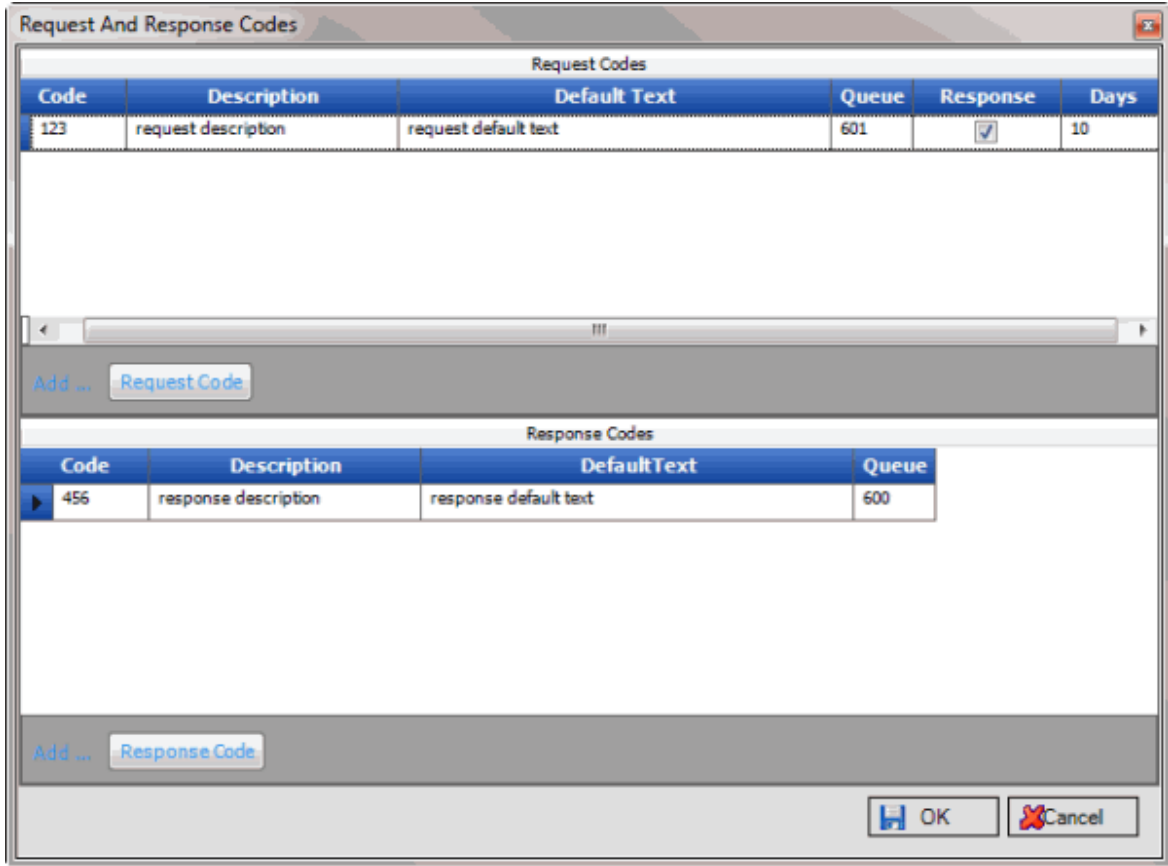 Request And Response Codes
Request Codes
Code Description Default Text Queue Response Days
123 request description request default text 601 10
Add ... Request Code
Response Codes
Code Description DefaultText Queue
456 response description response default text 600
Add ... Response Code
OK Cancel